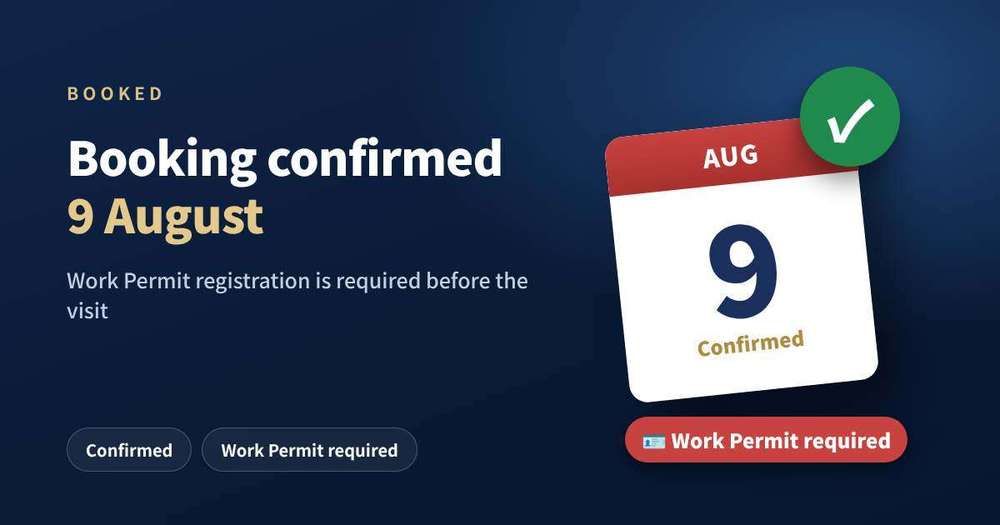 BOOKED
Booking confirmed
9 August
Work Permit registration is required before the
visit
Confirmed
Work Permit required
AUG
9
Confirmed
🪪 Work Permit required